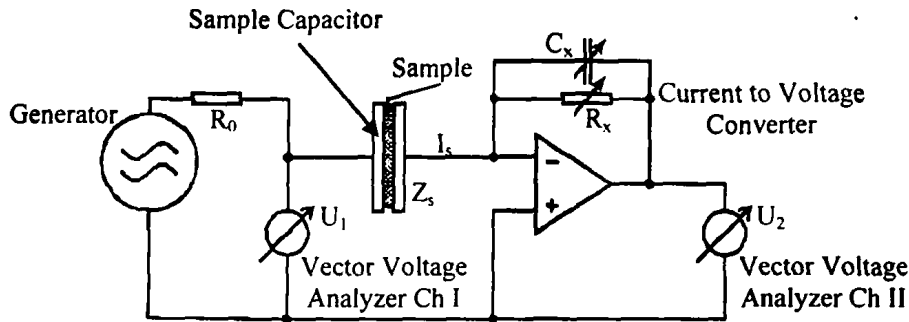 Sample Capacitor
Sample
Generator
R₀
Cₓ
Rₓ
Current to Voltage
Converter
Iₛ
Zₛ
−
+
U₁
U₂
Vector Voltage
Analyzer Ch I
Vector Voltage
Analyzer Ch II